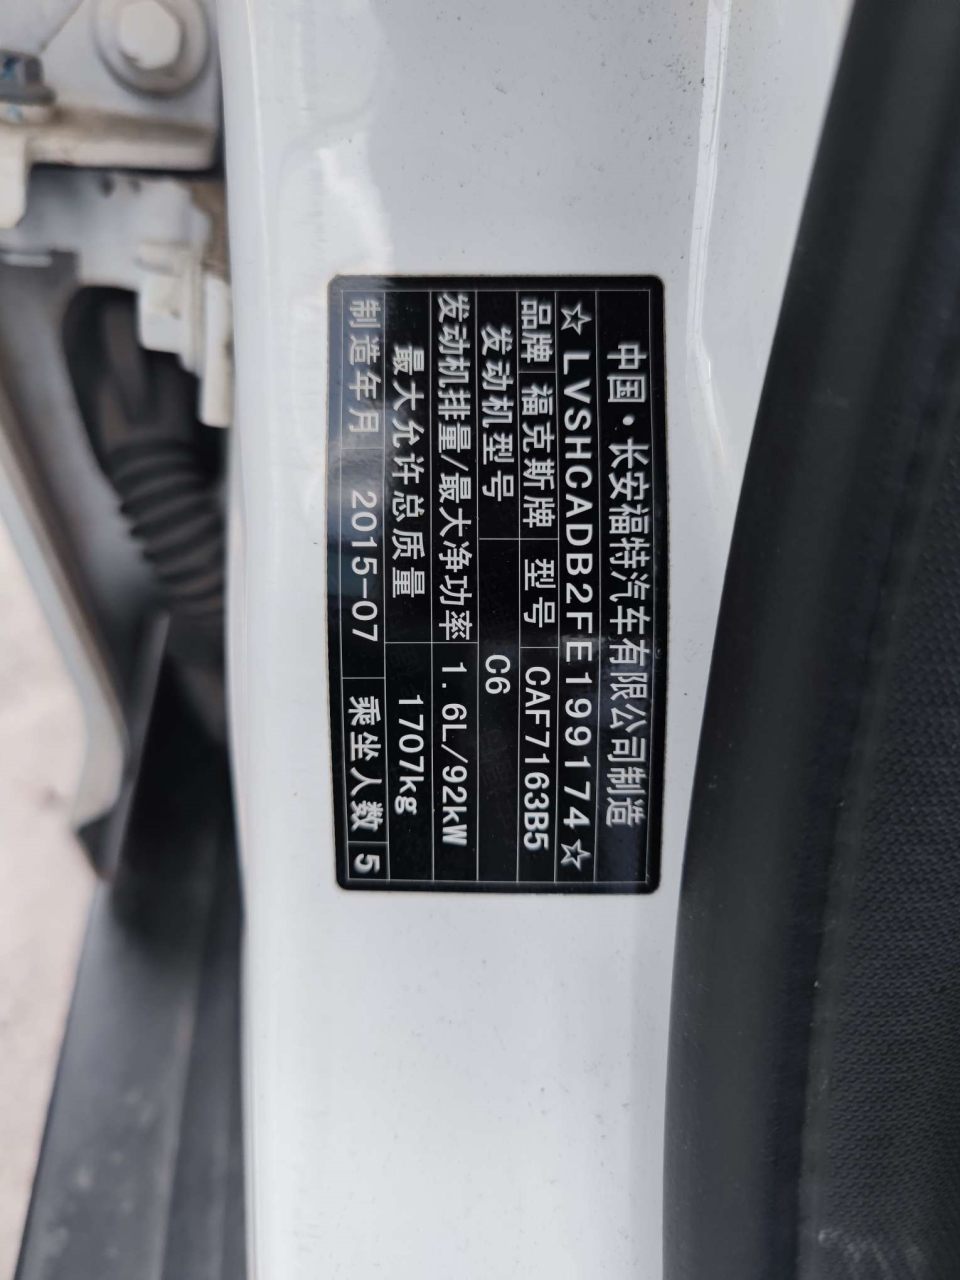 中国·长安福特汽车有限公司制造
☆LVSHCADB2FE199174☆
品牌 福克斯牌 型号 CAF7163B5
发动机型号 C6
发动机排量/最大净功率 1.6L/92kW
最大允许总质量 1707kg
制造年月 2015-07 乘坐人数 5